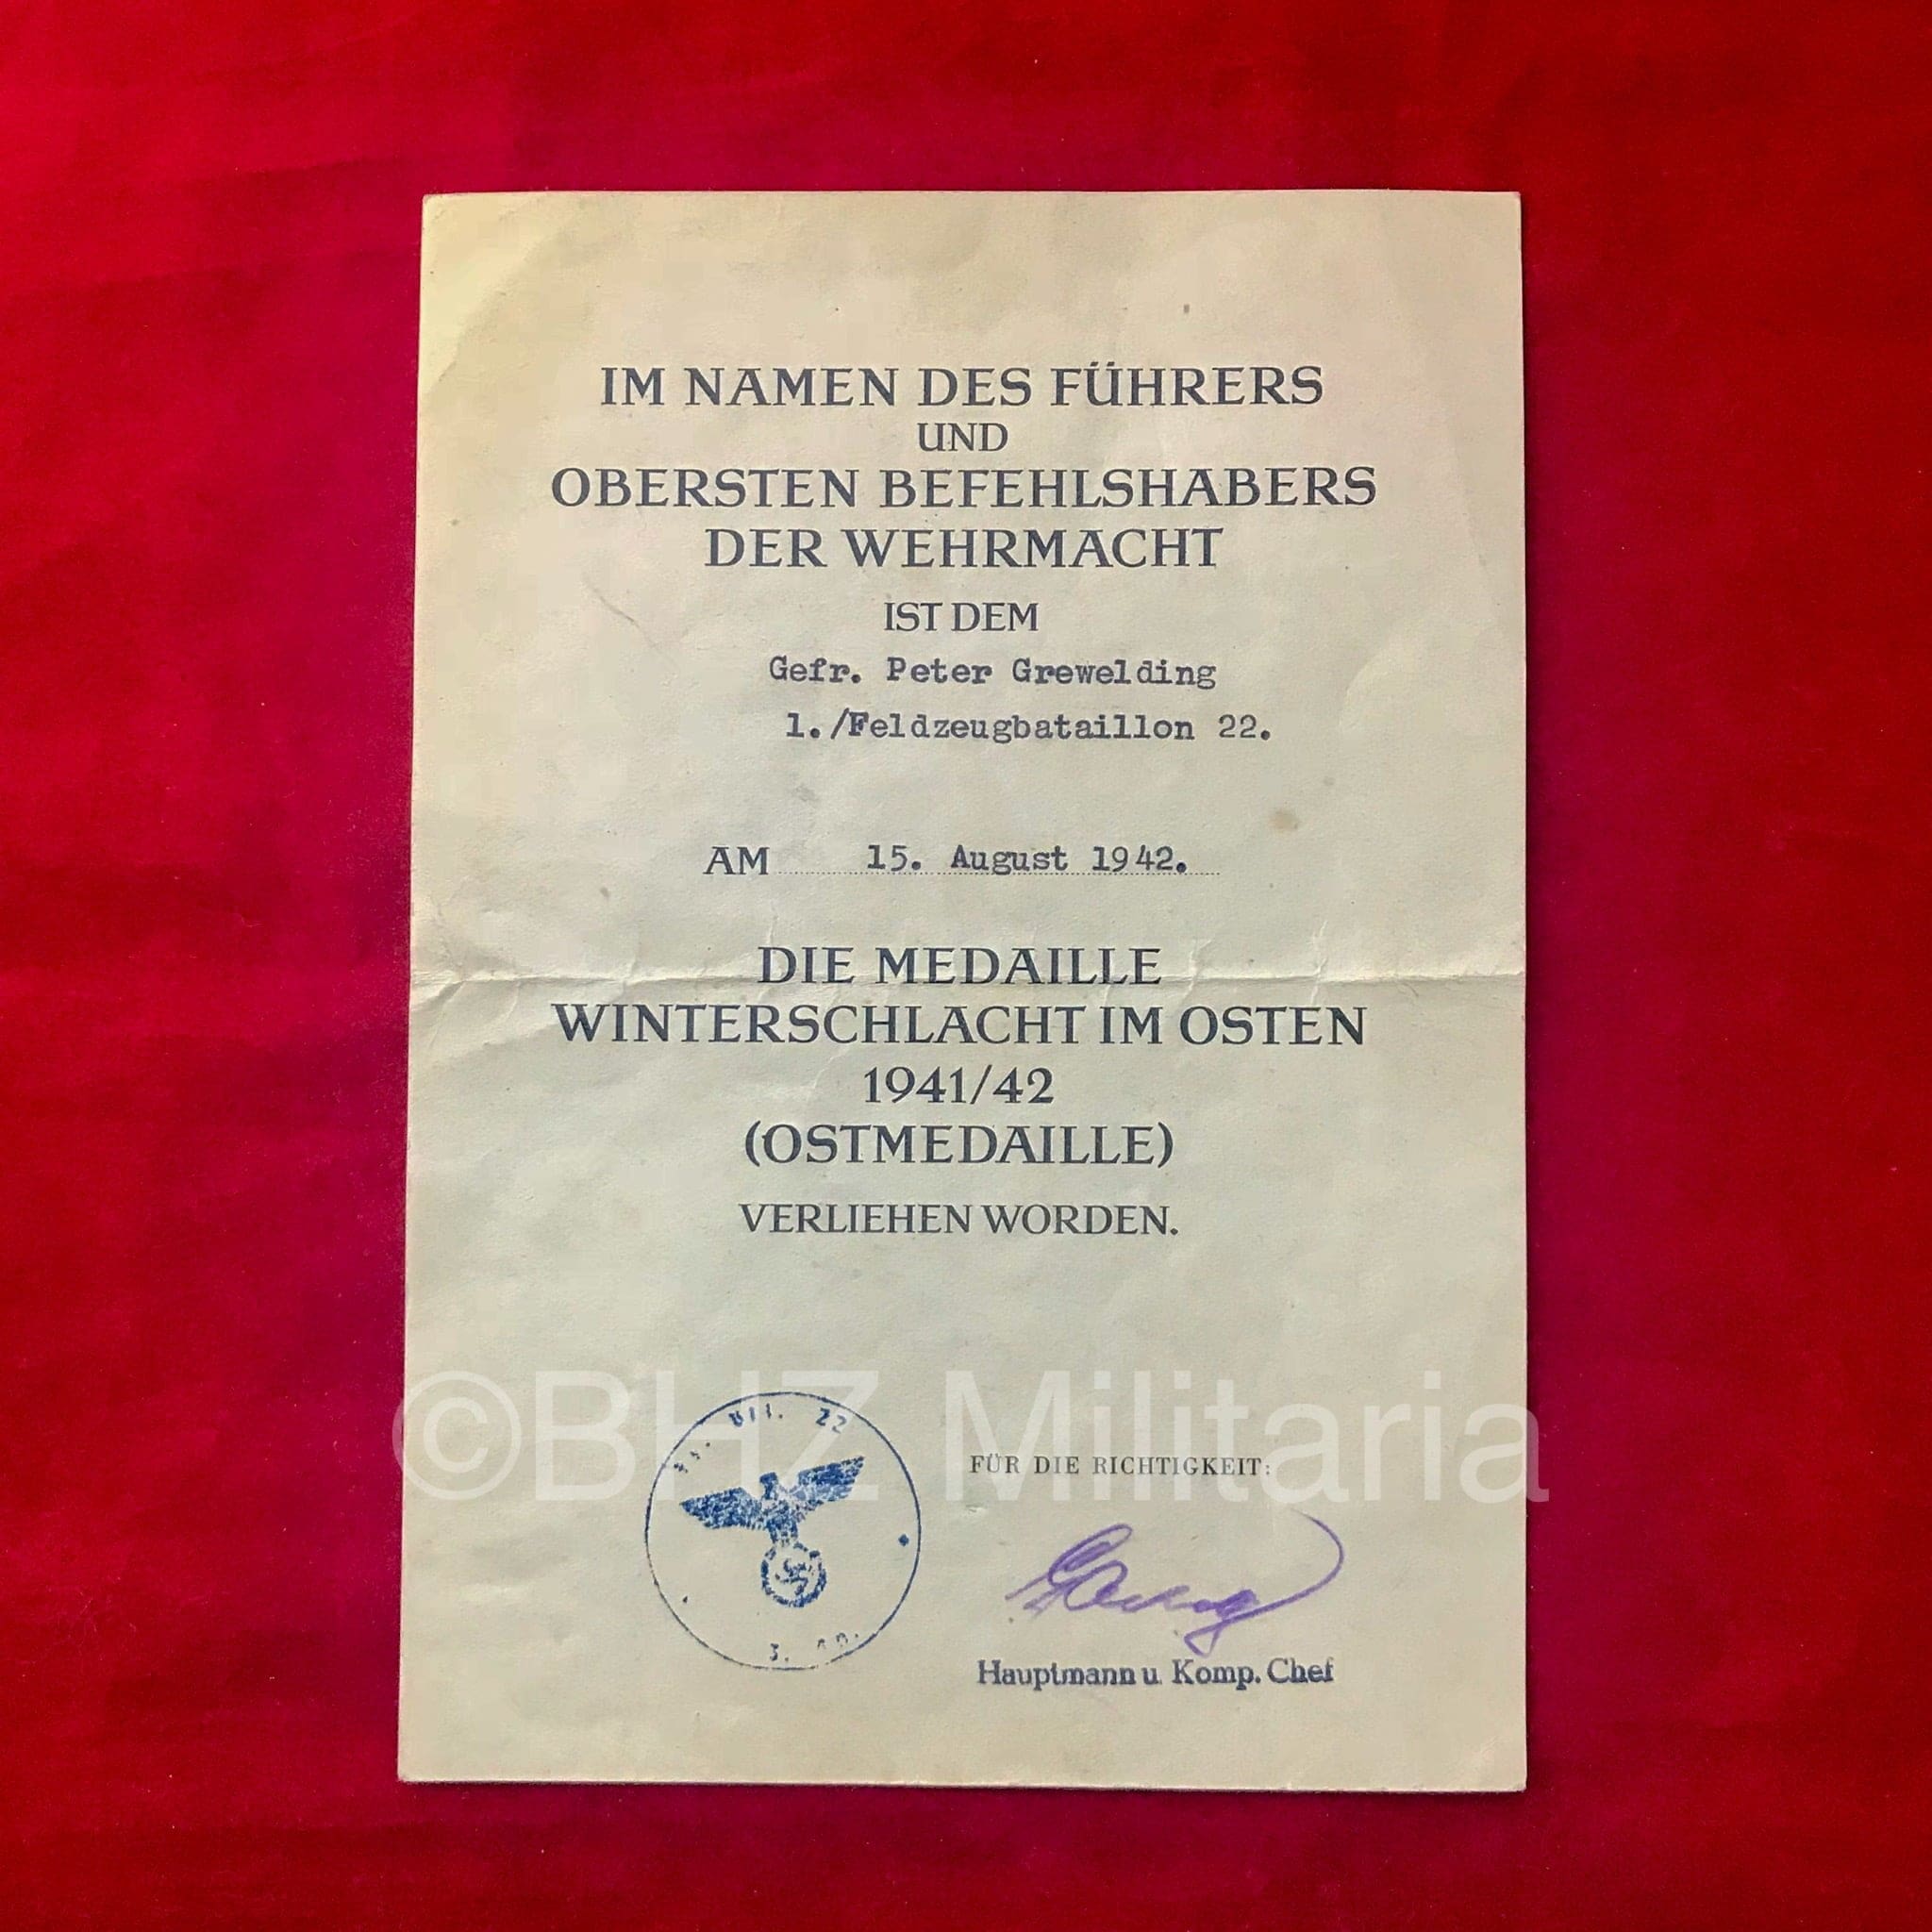 IM NAMEN DES FÜHRERS
UND
OBERSTEN BEFEHLSHABERS
DER WEHRMACHT
IST DEM
Gefr. Peter Grewelding
1./Feldzeugbataillon 22.
AM 15. August 1942.
DIE MEDAILLE
WINTERSCHLACHT IM OSTEN
1941/42
(OSTMEDAILLE)
VERLIEHEN WORDEN.
©BHZ Militaria
22
FÜR DIE RICHTIGKEIT:
3.
Hauptmann u. Komp. Chef